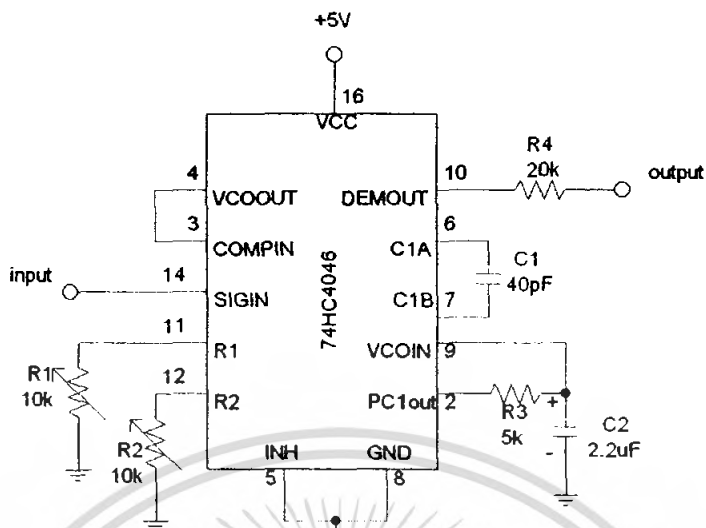 +5V
16
VCC
R4
20k
4
VCOOUT
DEMOUT
10
output
3
COMPIN
C1A
6
C1
40pF
input
14
SIGIN
C1B
7
74HC4046
11
R1
VCOIN
9
R1
10k
12
R2
PC1out
2
R3
5k
+
-
C2
2.2uF
R2
10k
INH
GND
5
8